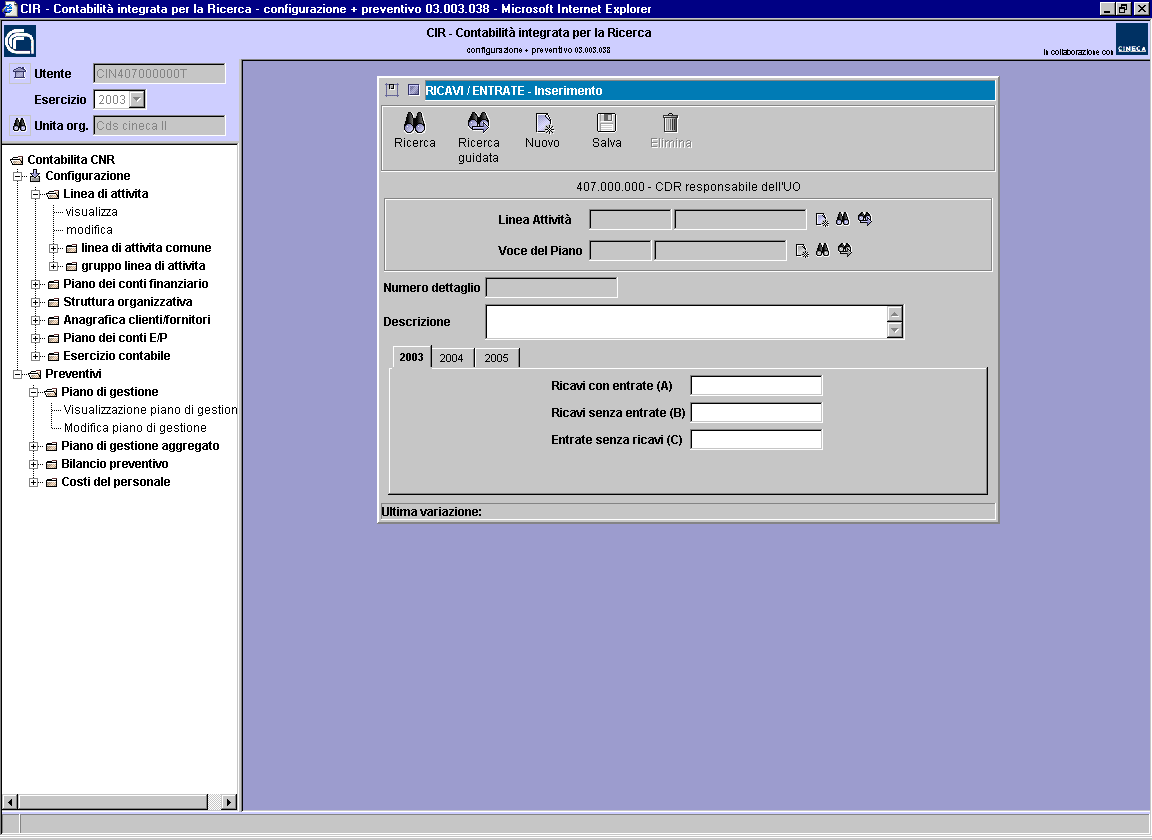 CIR - Contabilità integrata per la Ricerca - configurazione + preventivo 03.003.038 - Microsoft Internet Explorer
CIR - Contabilità integrata per la Ricerca
configurazione + preventivo 03.003.038
In collaborazione con
CINECA
Utente CIN407000000T
Esercizio 2003
Unita org. Cds cineca II
Contabilita CNR
Configurazione
Linea di attivita
visualizza
modifica
linea di attivita comune
gruppo linea di attivita
Piano dei conti finanziario
Struttura organizzativa
Anagrafica clienti/fornitori
Piano dei conti E/P
Esercizio contabile
Preventivi
Piano di gestione
Visualizzazione piano di gestion
Modifica piano di gestione
Piano di gestione aggregato
Bilancio preventivo
Costi del personale
RICAVI / ENTRATE - Inserimento
Ricerca
Ricerca guidata
Nuovo
Salva
Elimina
407.000.000 - CDR responsabile dell'UO
Linea Attività
Voce del Piano
Numero dettaglio
Descrizione
2003 2004 2005
Ricavi con entrate (A)
Ricavi senza entrate (B)
Entrate senza ricavi (C)
Ultima variazione: